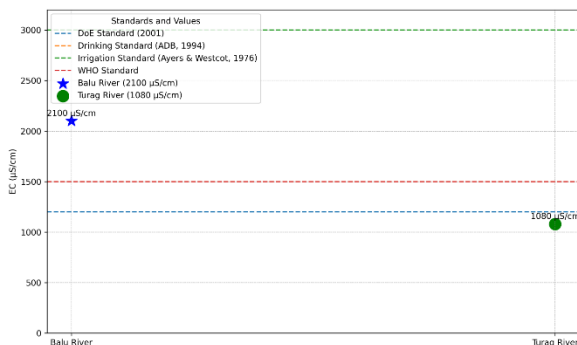 Standards and Values
DoE Standard (2001)
Drinking Standard (ADB, 1994)
Irrigation Standard (Ayers & Westcot, 1976)
WHO Standard
Balu River (2100 µS/cm)
Turag River (1080 µS/cm)
3000
2500
2100 µS/cm
2000
1500
1080 µS/cm
1000
500
0
EC (µS/cm)
Balu River
Turag River